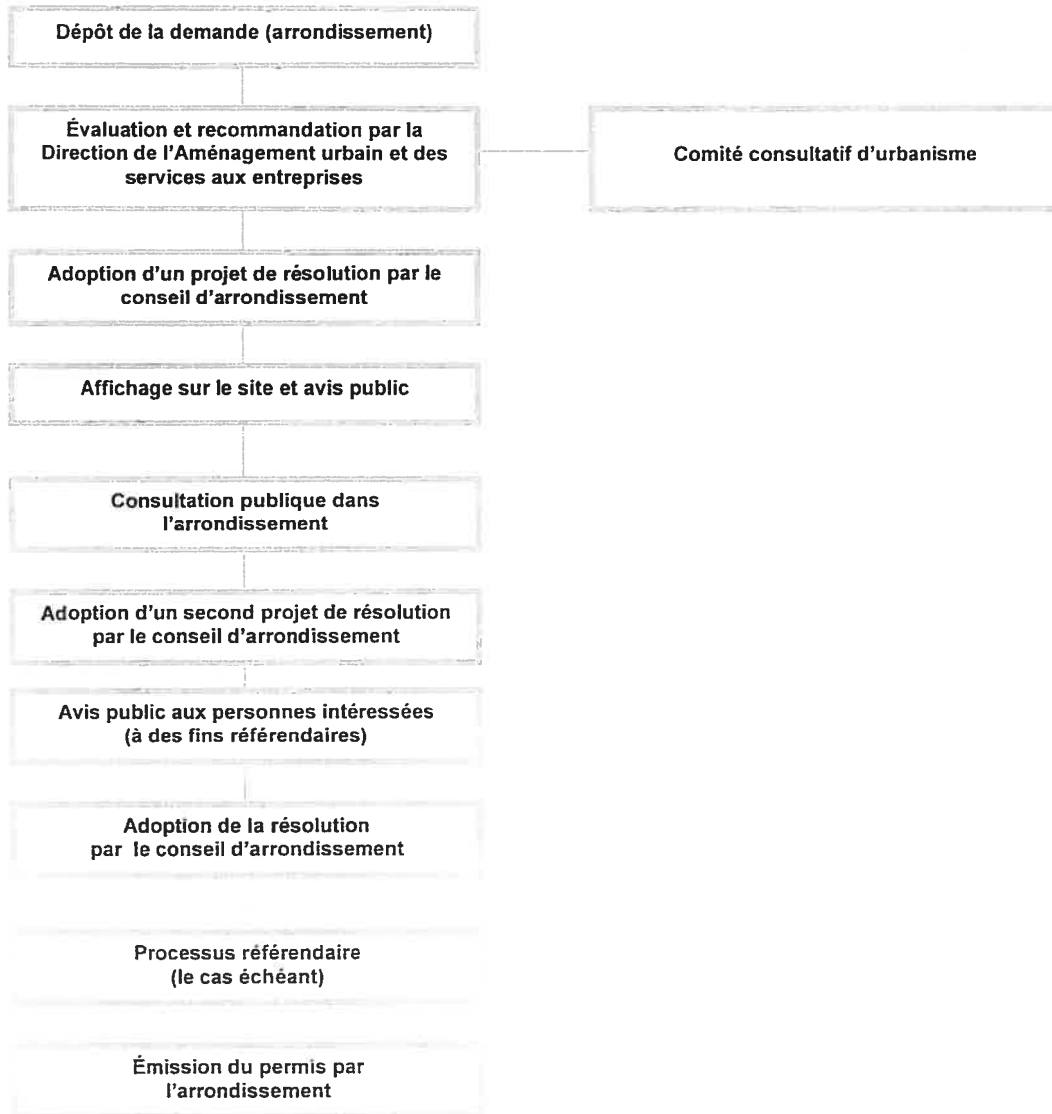 Dépôt de la demande (arrondissement)
Évaluation et recommandation par la
Direction de l'Aménagement urbain et des
services aux entreprises
Comité consultatif d'urbanisme
Adoption d'un projet de résolution par le
conseil d'arrondissement
Affichage sur le site et avis public
Consultation publique dans
l'arrondissement
Adoption d'un second projet de résolution
par le conseil d'arrondissement
Avis public aux personnes intéressées
(à des fins référendaires)
Adoption de la résolution
par le conseil d'arrondissement
Processus référendaire
(le cas échéant)
Émission du permis par
l'arrondissement